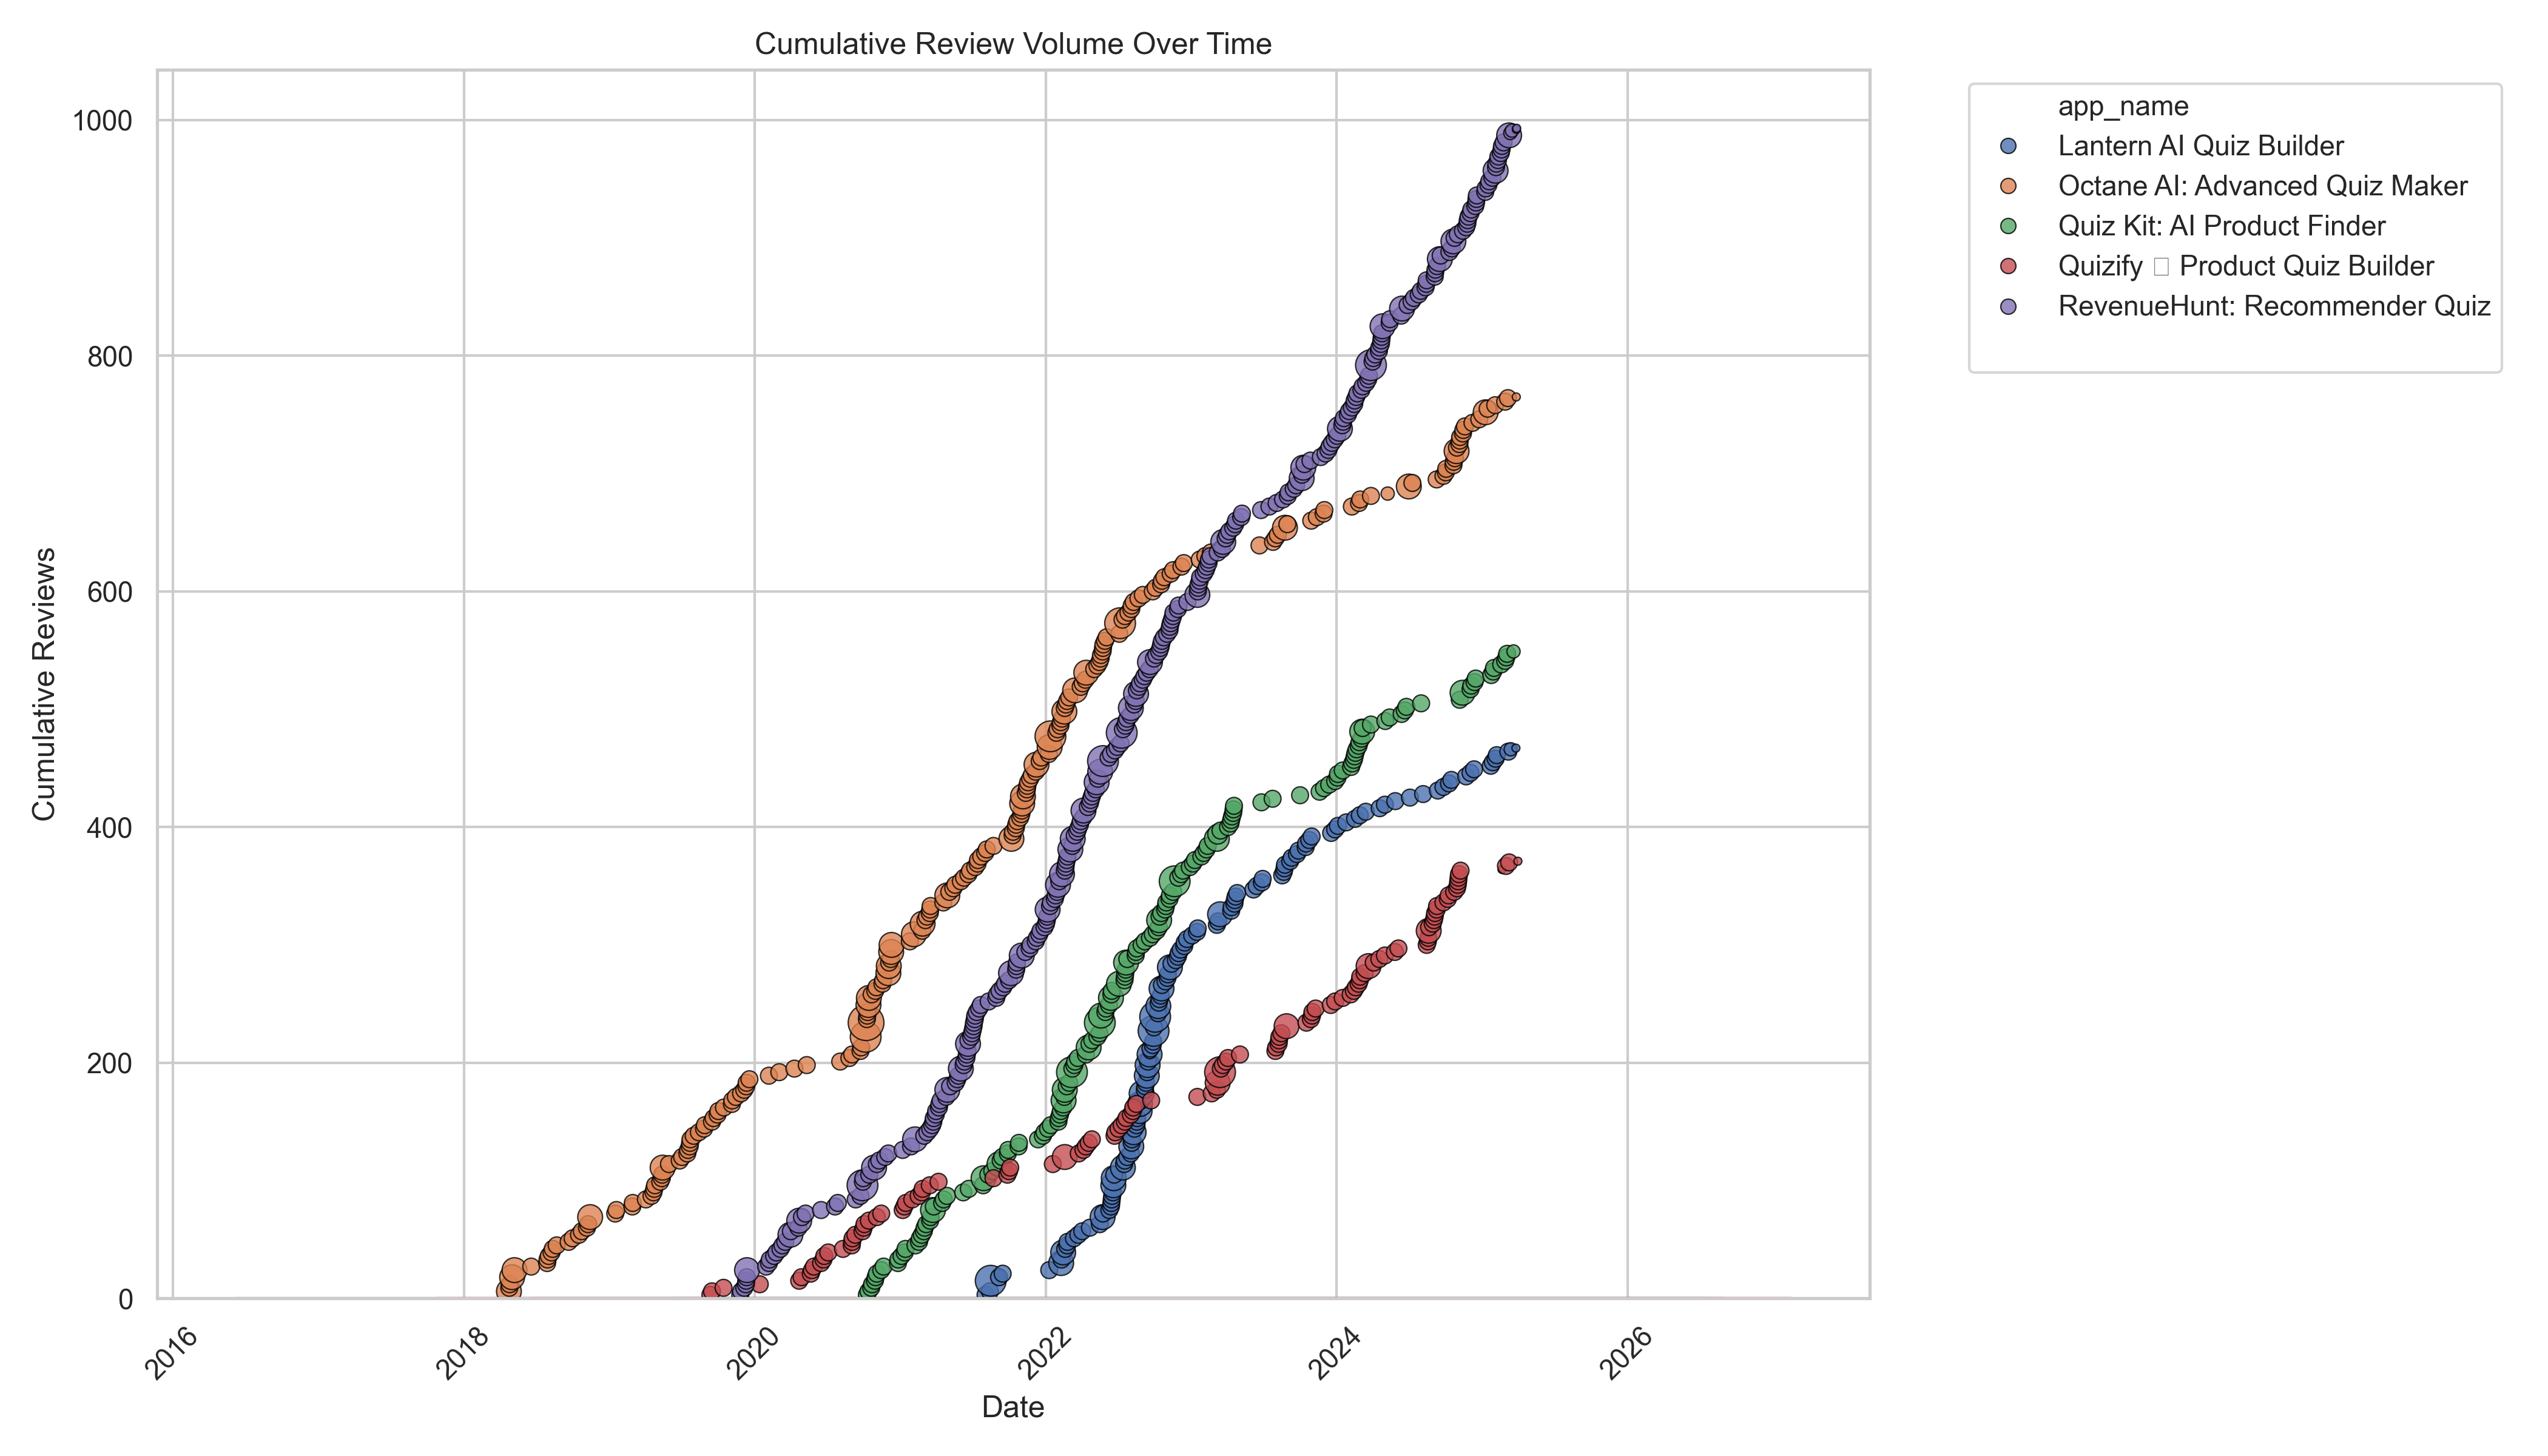 Cumulative Review Volume Over Time
Cumulative Reviews
1000
800
600
400
200
0
2016
2018
2020
2022
2024
2026
Date
app_name
Lantern AI Quiz Builder
Octane AI: Advanced Quiz Maker
Quiz Kit: AI Product Finder
Quizify □ Product Quiz Builder
RevenueHunt: Recommender Quiz